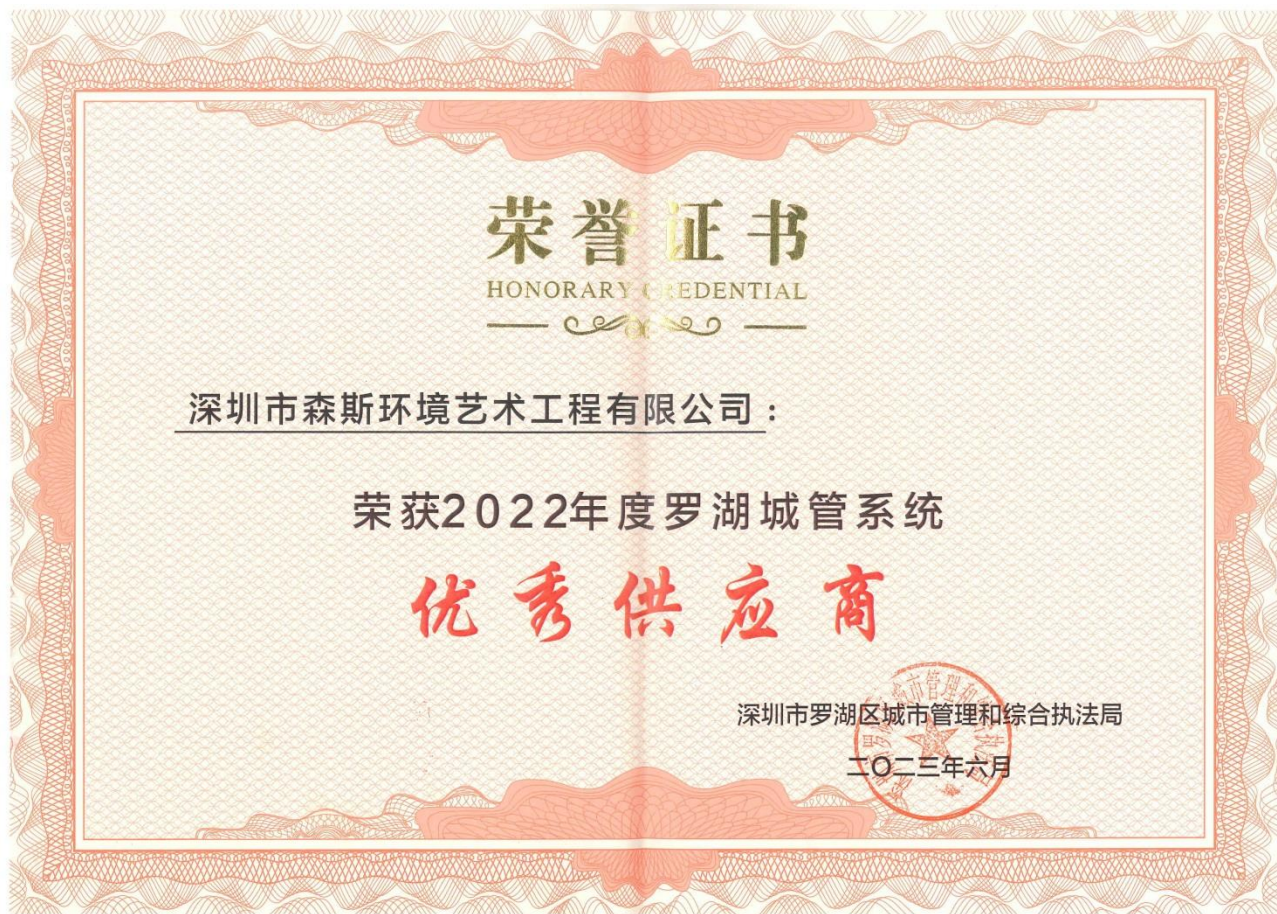 荣誉证书
HONORARY CREDENTIAL
深圳市森斯环境艺术工程有限公司：
荣获2022年度罗湖城管系统
优秀供应商
深圳市罗湖区城市管理和综合执法局
二〇二三年六月